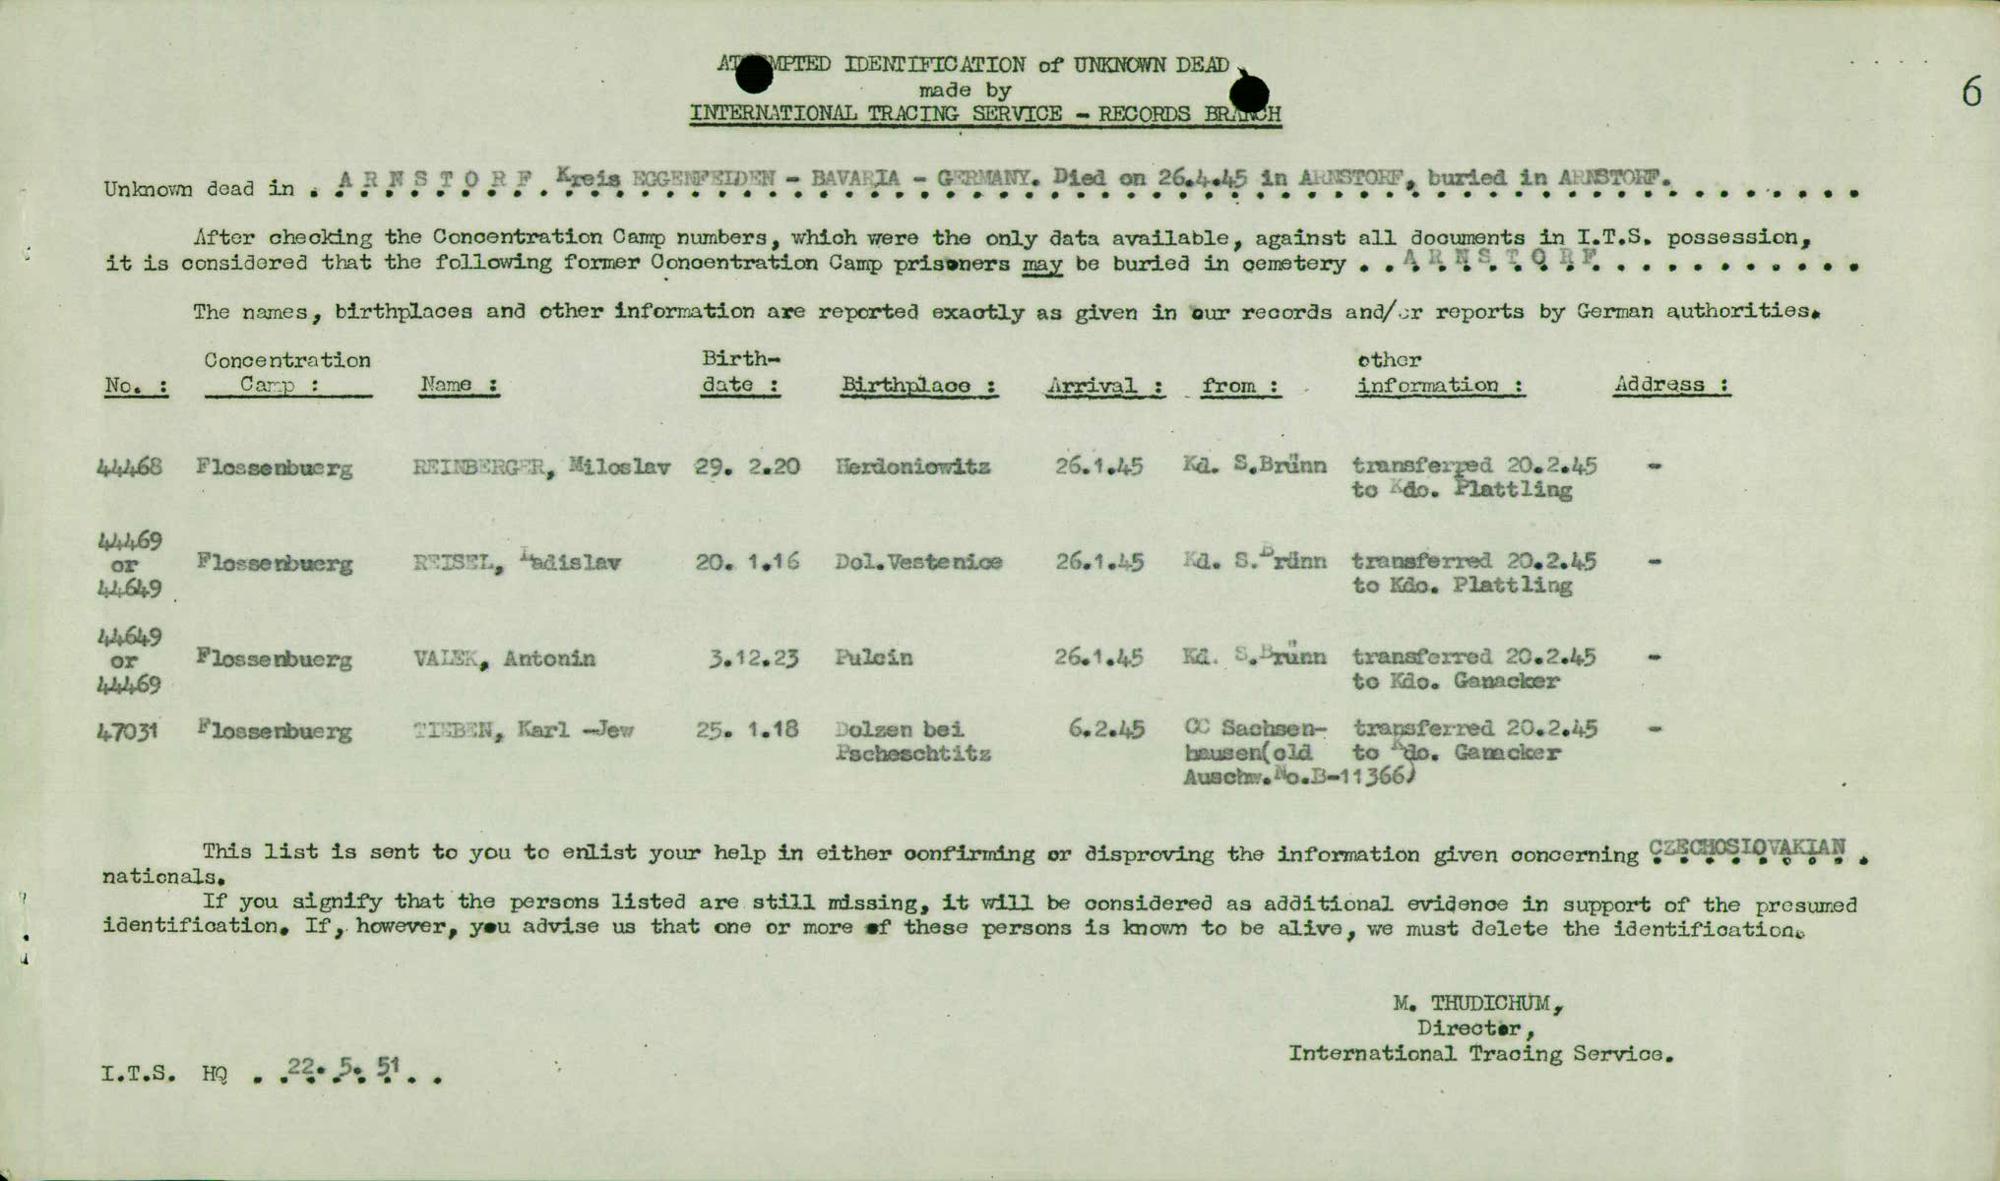 ATTEMPTED IDENTIFICATION of UNKNOWN DEAD
made by
INTERNATIONAL TRACING SERVICE - RECORDS BRANCH
6
Unknown dead in . ARNSTORF. Kreis EGGENFELDEN - BAVARIA - GERMANY. Died on 26.4.45 in ARNSTORF, buried in ARNSTORF.
After checking the Concentration Camp numbers, which were the only data available, against all documents in I.T.S. possession,
it is considered that the following former Concentration Camp prisoners may be buried in cemetery . . ARNSTORF. . . . . . . . . . .
The names, birthplaces and other information are reported exactly as given in our records and/or reports by German authorities.
Concentration Birth- other
No. : Camp : Name : date : Birthplace : Arrival : from : information : Address :
44468 Flossenbuerg REINBERGER, Miloslav 29. 2.20 Herdoniowitz 26.1.45 Kd. S.Brünn transferred 20.2.45 -
to Kdo. Plattling
44469
or Flossenbuerg REISEL, Ladislav 20. 1.16 Dol.Vestenice 26.1.45 Kd. S.Brünn transferred 20.2.45 -
44649 to Kdo. Plattling
44649
or Flossenbuerg VALEK, Antonin 3.12.23 Pulcin 26.1.45 Kd. S.Brünn transferred 20.2.45 -
44469 to Kdo. Ganacker
47031 Flossenbuerg TIEBEN, Karl -Jew 25. 1.18 Dolzen bei 6.2.45 CC Sachsen- transferred 20.2.45 -
Pscheschtitz hausen(old to Kdo. Ganacker
Auschw.No.B-11366)
This list is sent to you to enlist your help in either confirming or disproving the information given concerning CZECHOSLOVAKIAN .
nationals.
If you signify that the persons listed are still missing, it will be considered as additional evidence in support of the presumed
identification. If, however, you advise us that one or more of these persons is known to be alive, we must delete the identification.
M. THUDICHUM,
Director,
International Tracing Service.
I.T.S. HQ . . 22. 5. 51 . .